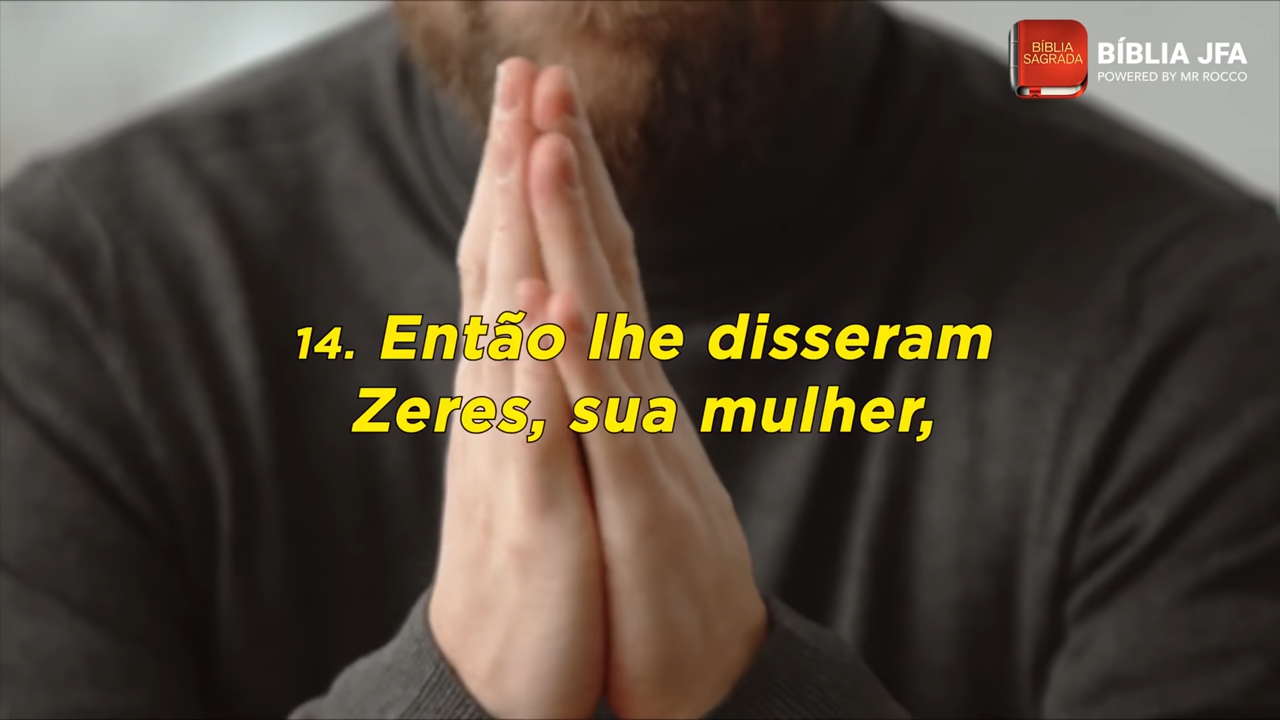 BÍBLIA
SAGRADA
BÍBLIA JFA
POWERED BY MR ROCCO
14. Então lhe disseram
Zeres, sua mulher,